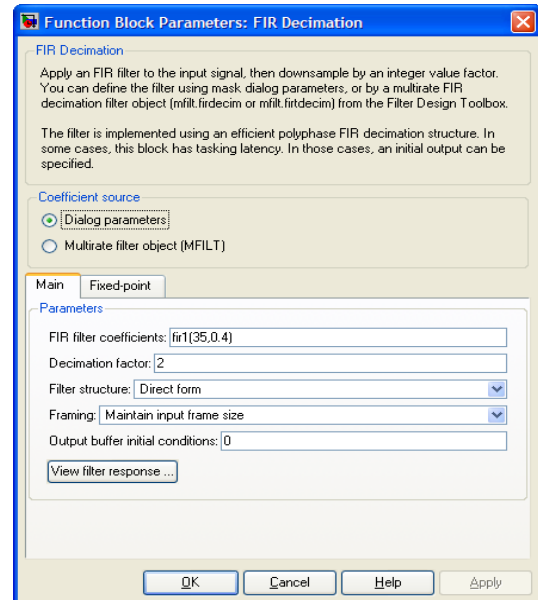 Function Block Parameters: FIR Decimation
FIR Decimation
Apply an FIR filter to the input signal, then downsample by an integer value factor.
You can define the filter using mask dialog parameters, or by a multirate FIR
decimation filter object (mfilt.firdecim or mfilt.firtdecim) from the Filter Design Toolbox.
The filter is implemented using an efficient polyphase FIR decimation structure. In
some cases, this block has tasking latency. In those cases, an initial output can be
specified.
Coefficient source
Dialog parameters
Multirate filter object (MFILT)
Main Fixed-point
Parameters
FIR filter coefficients: fir1(35,0.4)
Decimation factor: 2
Filter structure: Direct form
Framing: Maintain input frame size
Output buffer initial conditions: 0
View filter response ...
OK Cancel Help Apply